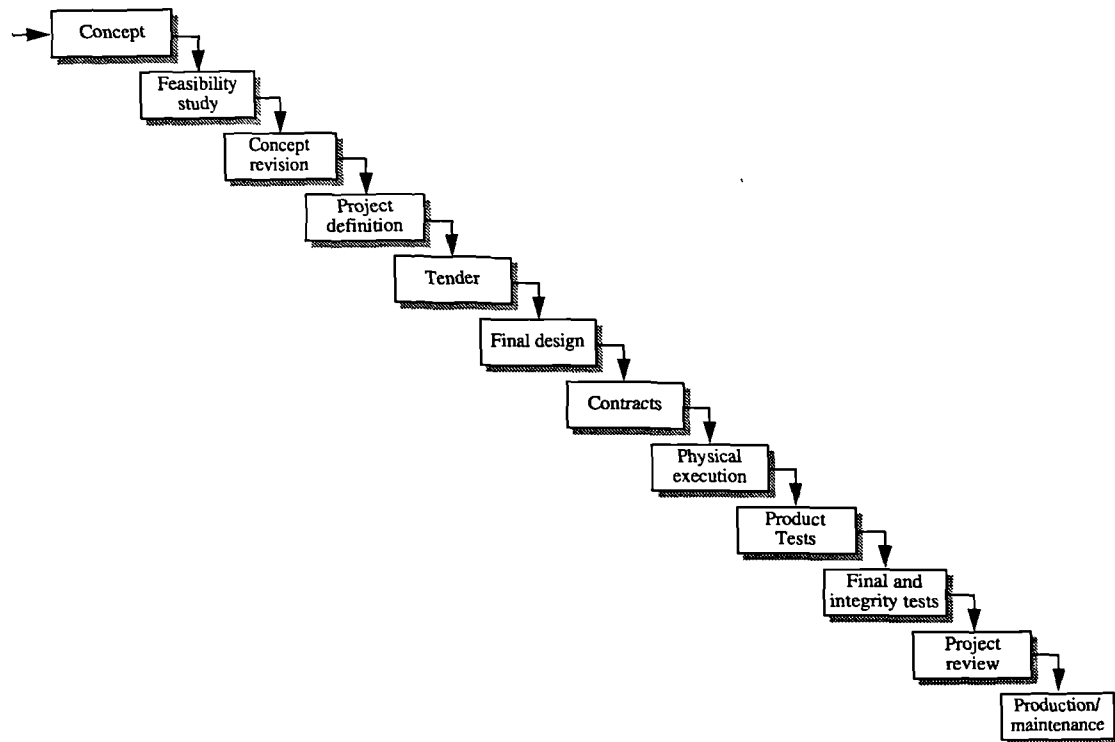 Concept
Feasibility
study
Concept
revision
Project
definition
Tender
Final design
Contracts
Physical
execution
Product
Tests
Final and
integrity tests
Project
review
Production/
maintenance